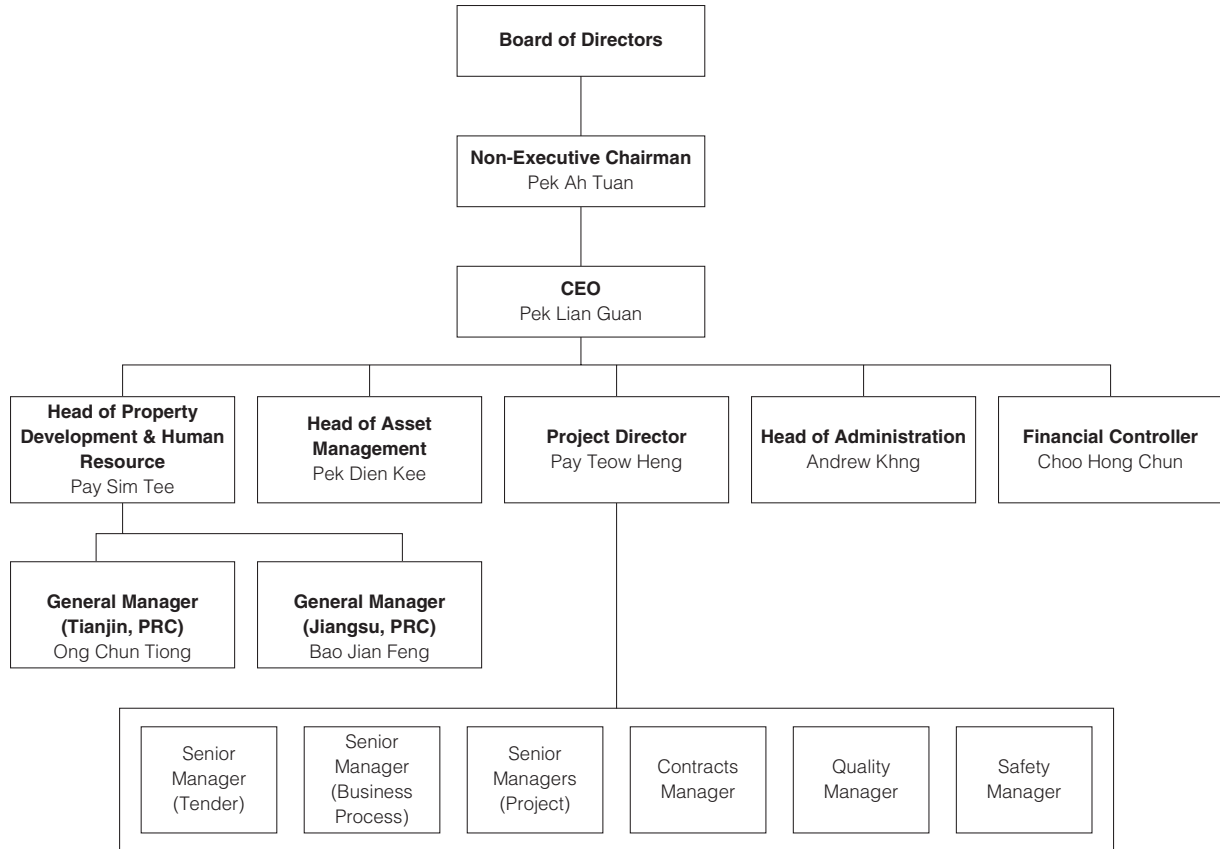 Board of Directors
Non-Executive Chairman
Pek Ah Tuan
CEO
Pek Lian Guan
Head of Property
Development & Human
Resource
Pay Sim Tee
Head of Asset
Management
Pek Dien Kee
Project Director
Pay Teow Heng
Head of Administration
Andrew Khng
Financial Controller
Choo Hong Chun
General Manager
(Tianjin, PRC)
Ong Chun Tiong
General Manager
(Jiangsu, PRC)
Bao Jian Feng
Senior
Manager
(Tender)
Senior
Manager
(Business
Process)
Senior
Managers
(Project)
Contracts
Manager
Quality
Manager
Safety
Manager